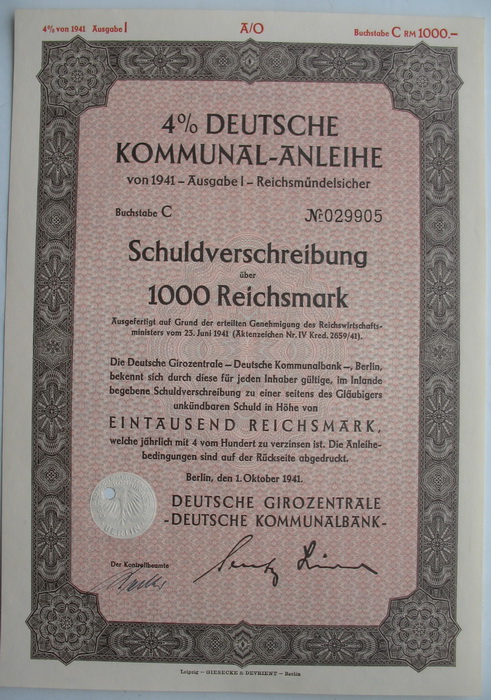 4% von 1941 Ausgabe I A/O Buchstabe C RM 1000.–
4% DEUTSCHE
KOMMUNAL-ANLEIHE
von 1941 – Ausgabe I – Reichsmündelsicher
Buchstabe C № 029905
Schuldverschreibung
über
1000 Reichsmark
Ausgefertigt auf Grund der erteilten Genehmigung des Reichswirtschafts-
ministers vom 25. Juni 1941 (Aktenzeichen Nr. IV Kred. 2859/41).
Die Deutsche Girozentrale – Deutsche Kommunalbank –, Berlin,
bekennt sich durch diese für jeden Inhaber gültige, im Inlande
begebene Schuldverschreibung zu einer seitens des Gläubigers
unkündbaren Schuld in Höhe von
EINTAUSEND REICHSMARK,
welche jährlich mit 4 vom Hundert zu verzinsen ist. Die Anleihe-
bedingungen sind auf der Rückseite abgedruckt.
Berlin, den 1. Oktober 1941.
DEUTSCHE GIROZENTRALE
-DEUTSCHE KOMMUNALBANK-
Der Kontrollbeamte
Leipzig – GIESECKE & DEVRIENT – Berlin